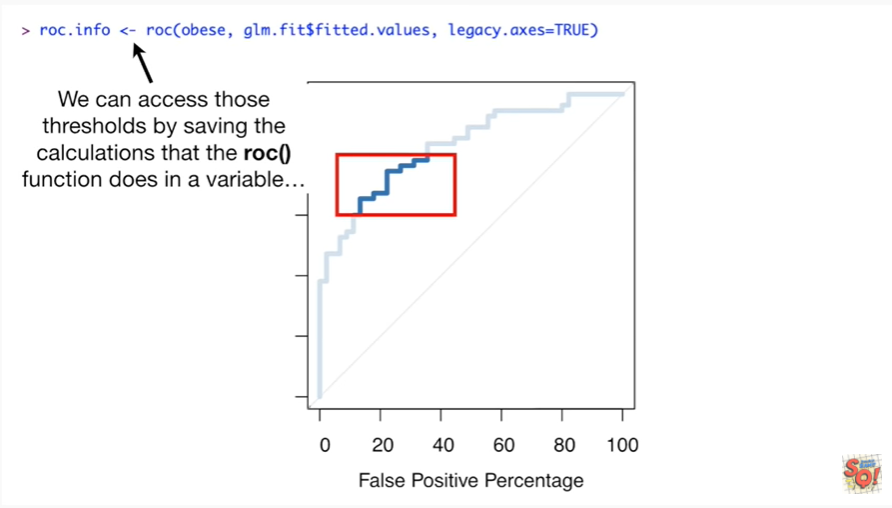 > roc.info <- roc(obese, glm.fit$fitted.values, legacy.axes=TRUE)
We can access those
thresholds by saving the
calculations that the roc()
function does in a variable…
0 20 40 60 80 100
False Positive Percentage
SQ!